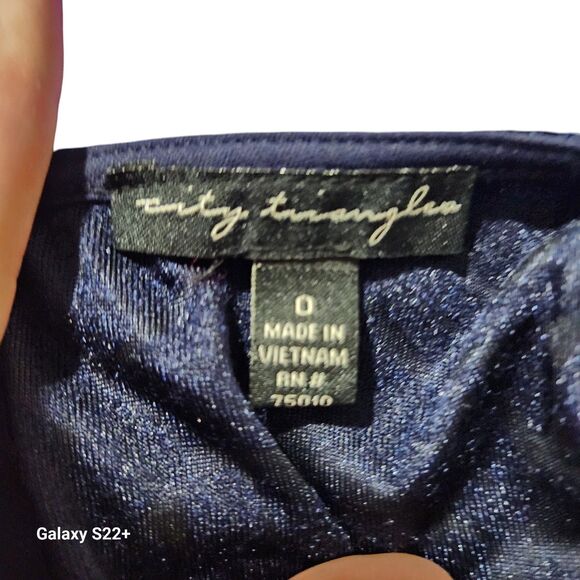 city triangles
0
MADE IN
VIETNAM
RN #
75010
Galaxy S22+